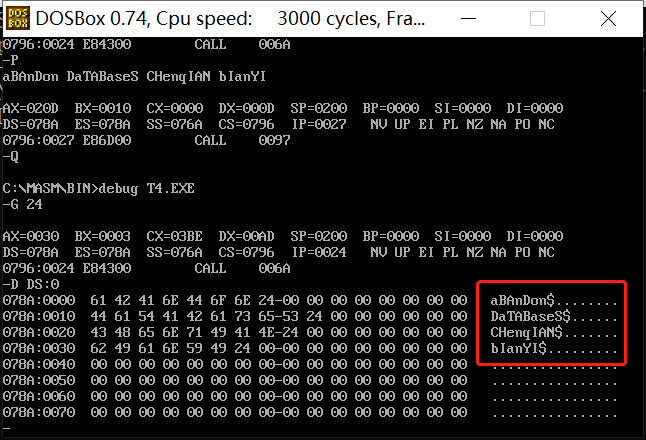 DOS BOX DOSBox 0.74, Cpu speed: 3000 cycles, Fra...
0796:0024 E84300 CALL 006A
-P
aBAnDon DaTABaseS CHenqIAN bIanYI
AX=020D BX=0010 CX=0000 DX=000D SP=0200 BP=0000 SI=0000 DI=0000
DS=078A ES=078A SS=076A CS=0796 IP=0027 NV UP EI PL NZ NA PO NC
0796:0027 E86D00 CALL 0097
-Q
C:\MASM\BIN>debug T4.EXE
-G 24
AX=0030 BX=0003 CX=03BE DX=00AD SP=0200 BP=0000 SI=0000 DI=0000
DS=078A ES=078A SS=076A CS=0796 IP=0024 NV UP EI PL NZ NA PO NC
0796:0024 E84300 CALL 006A
-D DS:0
078A:0000 61 42 41 6E 44 6F 6E 24-00 00 00 00 00 00 00 00 aBAnDon$........
078A:0010 44 61 54 41 42 61 73 65-53 24 00 00 00 00 00 00 DaTABaseS$......
078A:0020 43 48 65 6E 71 49 41 4E-24 00 00 00 00 00 00 00 CHenqIAN$.......
078A:0030 62 49 61 6E 59 49 24 00-00 00 00 00 00 00 00 00 bIanYI$.........
078A:0040 00 00 00 00 00 00 00 00-00 00 00 00 00 00 00 00 ................
078A:0050 00 00 00 00 00 00 00 00-00 00 00 00 00 00 00 00 ................
078A:0060 00 00 00 00 00 00 00 00-00 00 00 00 00 00 00 00 ................
078A:0070 00 00 00 00 00 00 00 00-00 00 00 00 00 00 00 00 ................
-